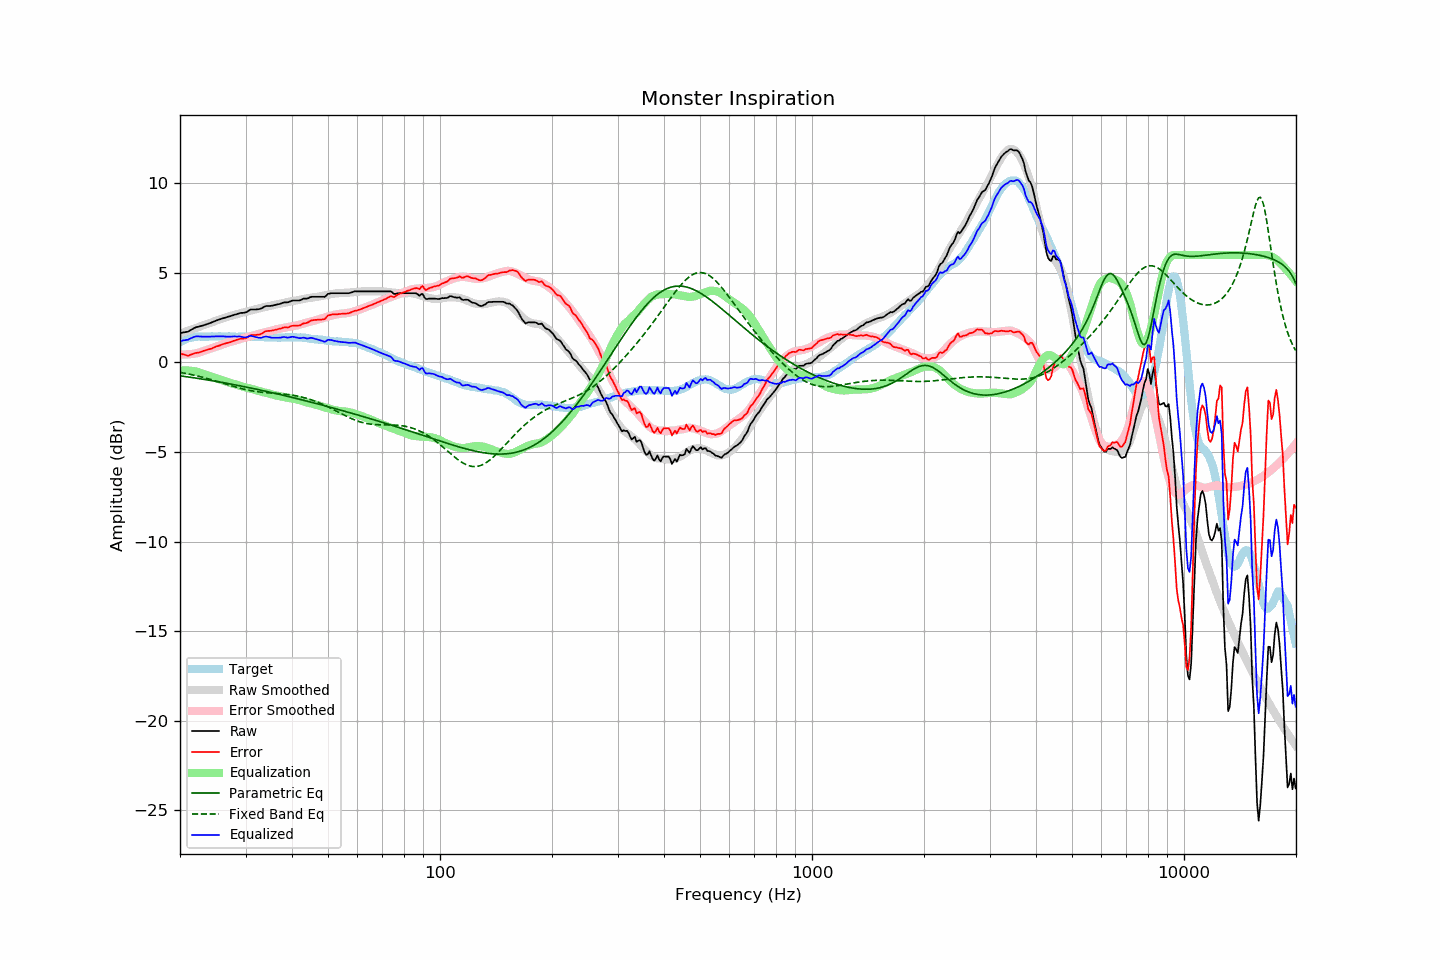 Monster Inspiration
Amplitude (dBr)
10
5
0
−5
−10
−15
−20
−25
Target
Raw Smoothed
Error Smoothed
Raw
Error
Equalization
Parametric Eq
Fixed Band Eq
Equalized
100
1000
10000
Frequency (Hz)